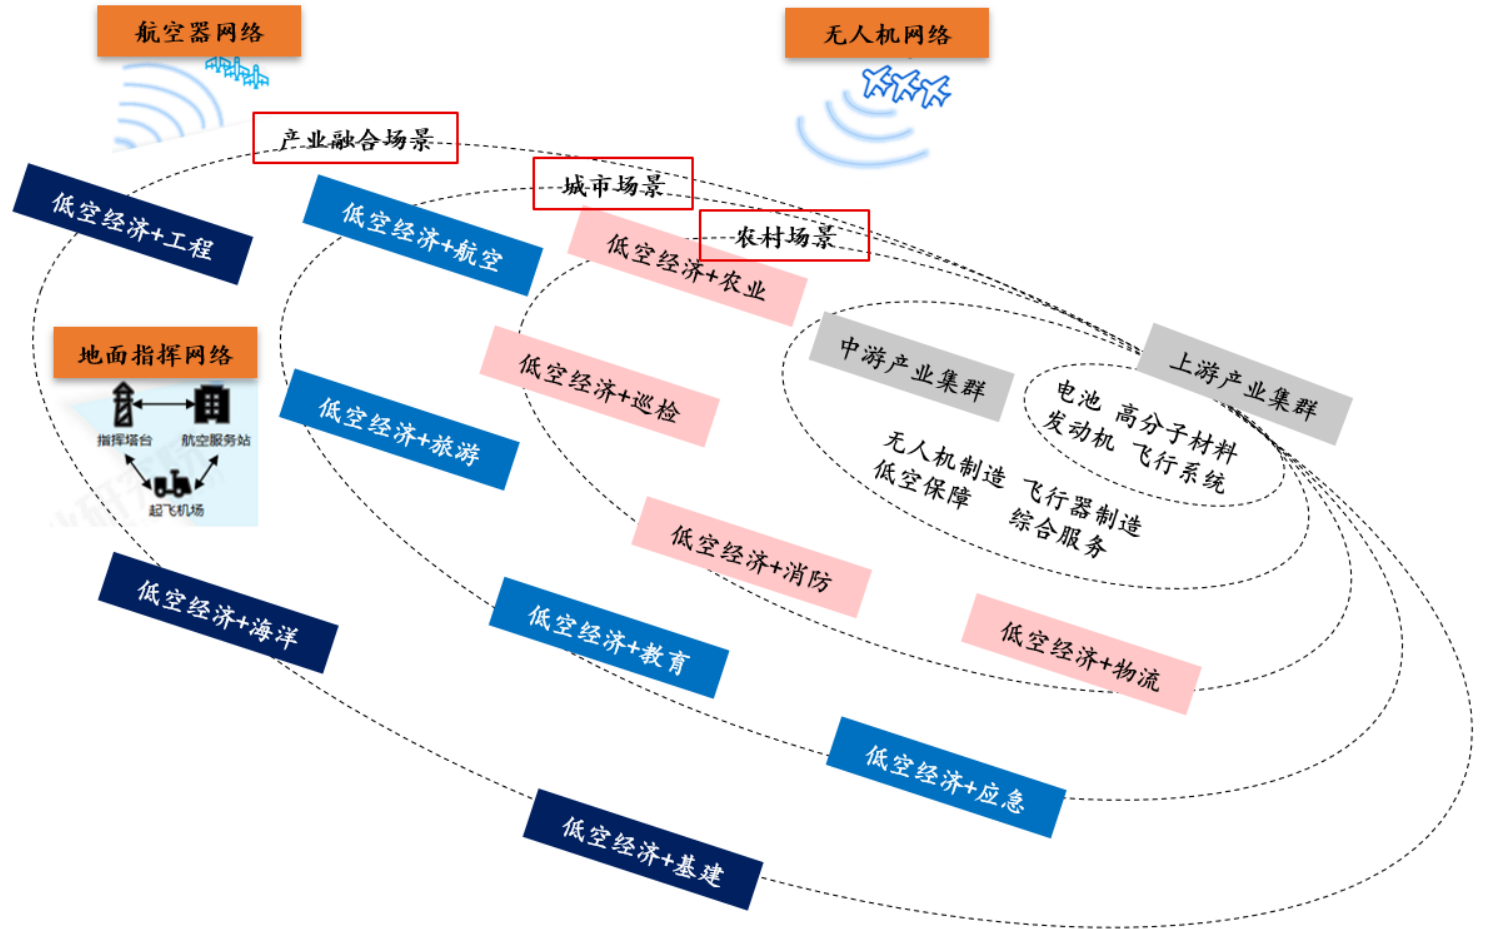 航空器网络
无人机网络
产业融合场景
城市场景
农村场景
低空经济+工程
低空经济+航空
低空经济+农业
地面指挥网络
指挥塔台
航空服务站
起飞机场
低空经济+巡检
低空经济+旅游
中游产业集群
上游产业集群
电池 高分子材料
发动机 飞行系统
无人机制造 飞行器制造
低空保障 综合服务
低空经济+消防
低空经济+物流
低空经济+海洋
低空经济+教育
低空经济+应急
低空经济+基建